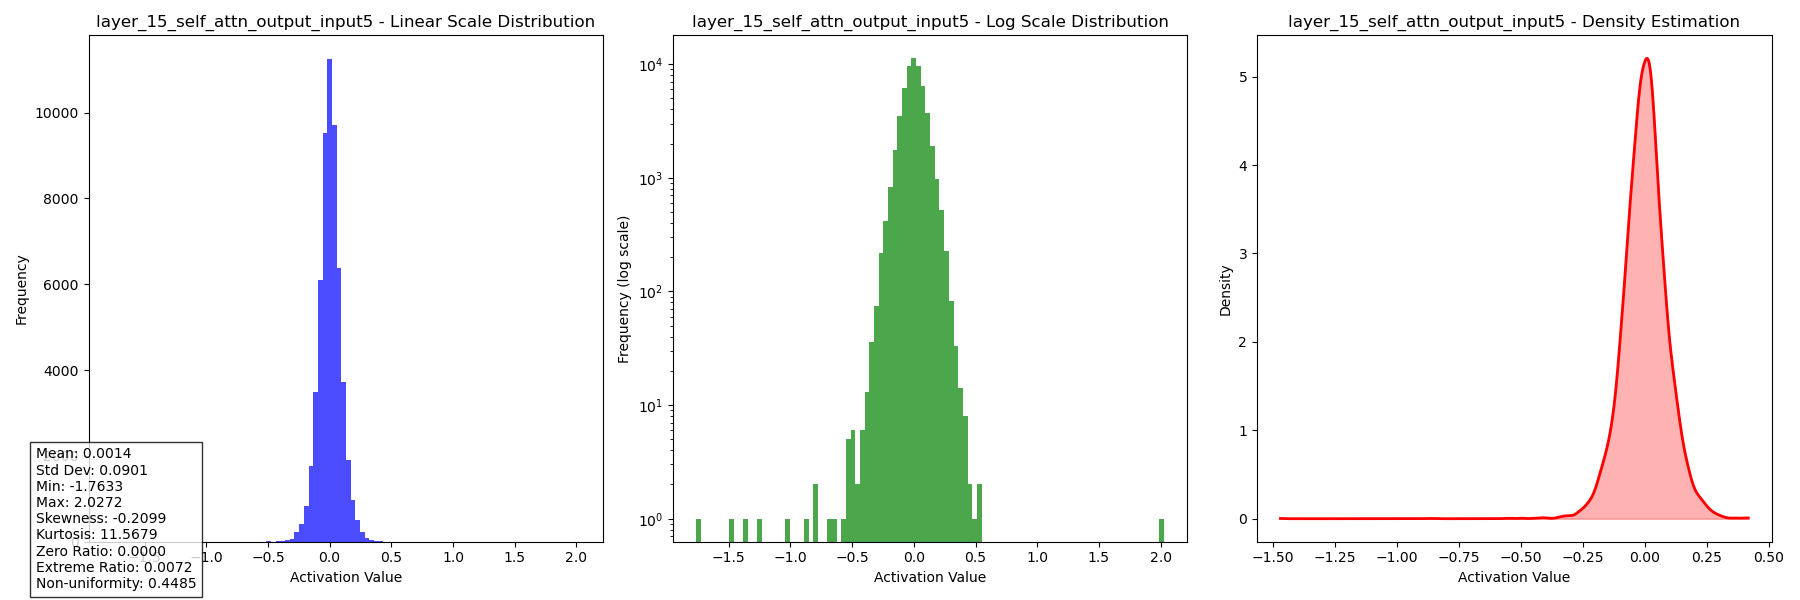 layer_15_self_attn_output_input5 - Linear Scale Distribution
Frequency
10000
8000
6000
4000
0
−1.0
−0.5
0.0
0.5
1.0
1.5
2.0
Activation Value
Mean: 0.0014
Std Dev: 0.0901
Min: -1.7633
Max: 2.0272
Skewness: -0.2099
Kurtosis: 11.5679
Zero Ratio: 0.0000
Extreme Ratio: 0.0072
Non-uniformity: 0.4485
layer_15_self_attn_output_input5 - Log Scale Distribution
Frequency (log scale)
10⁴
10³
10²
10¹
10⁰
−1.5
−1.0
−0.5
0.0
0.5
1.0
1.5
2.0
Activation Value
layer_15_self_attn_output_input5 - Density Estimation
Density
5
4
3
2
1
0
−1.50
−1.25
−1.00
−0.75
−0.50
−0.25
0.00
0.25
0.50
Activation Value